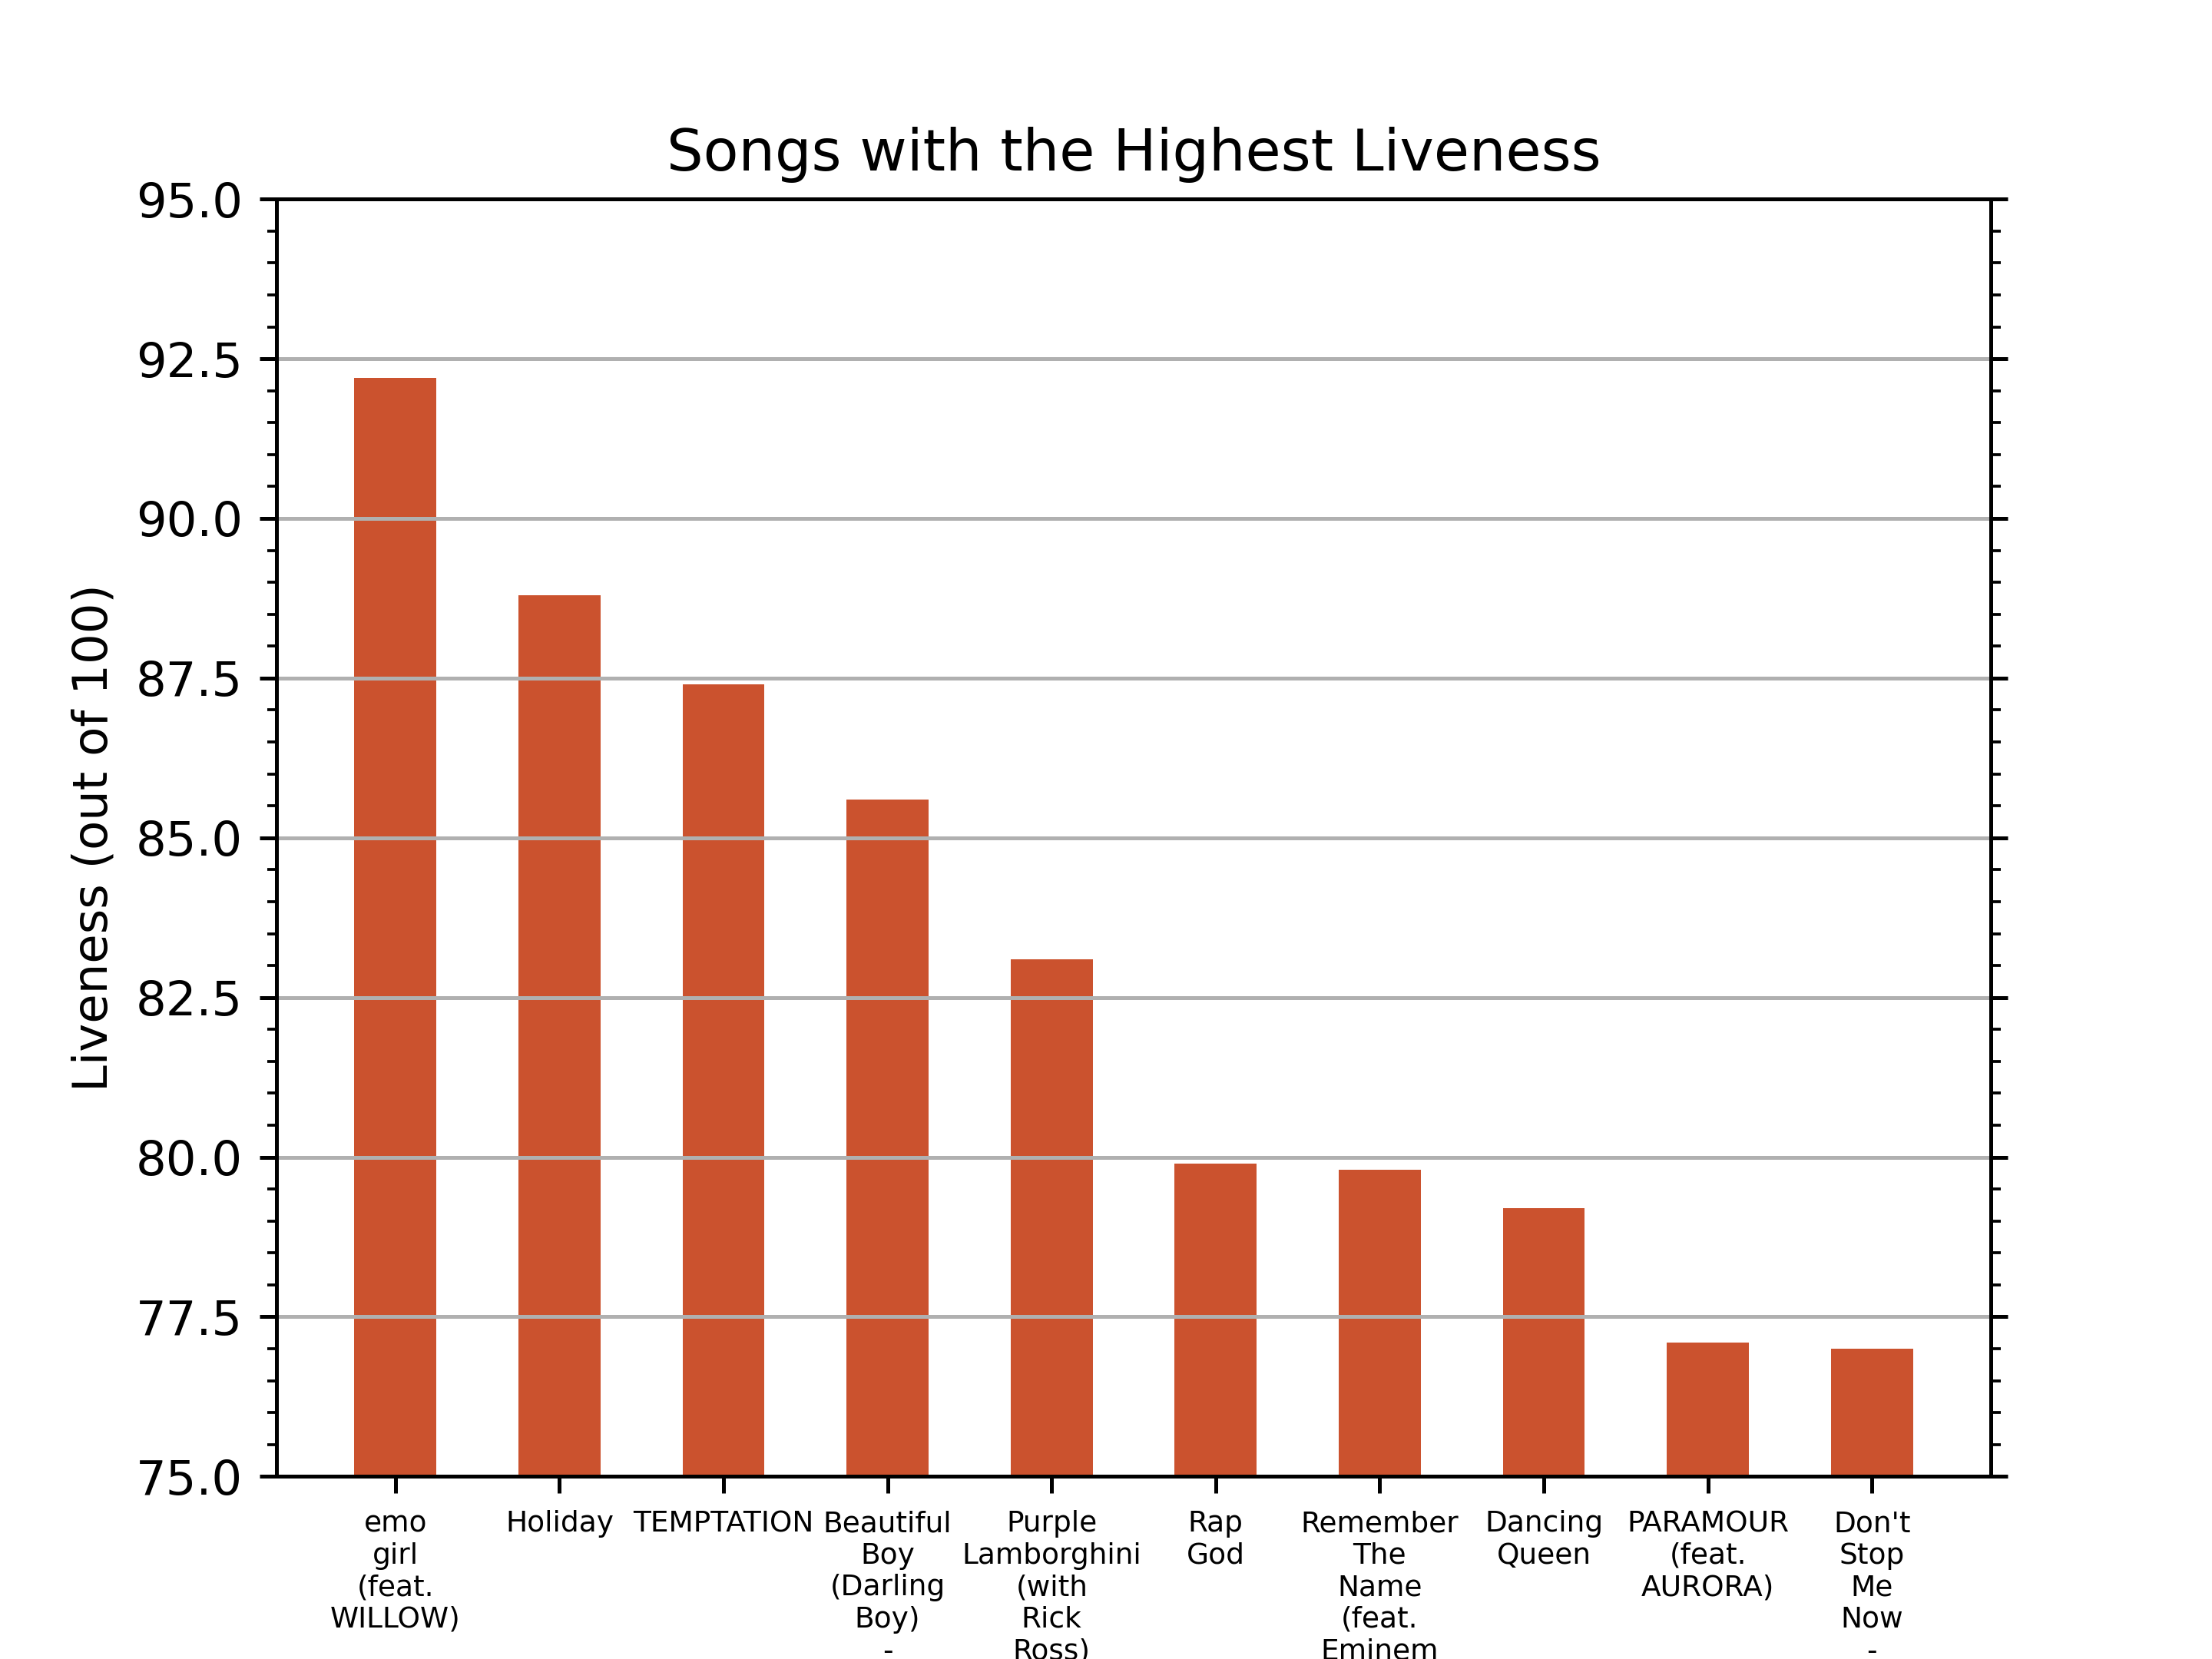 Songs with the Highest Liveness
Liveness (out of 100)
95.0
92.5
90.0
87.5
85.0
82.5
80.0
77.5
75.0
emo
girl
(feat.
WILLOW)
Holiday
TEMPTATION
Beautiful
Boy
(Darling
Boy)
-
Purple
Lamborghini
(with
Rick
Ross)
Rap
God
Remember
The
Name
(feat.
Eminem
Dancing
Queen
PARAMOUR
(feat.
AURORA)
Don't
Stop
Me
Now
-